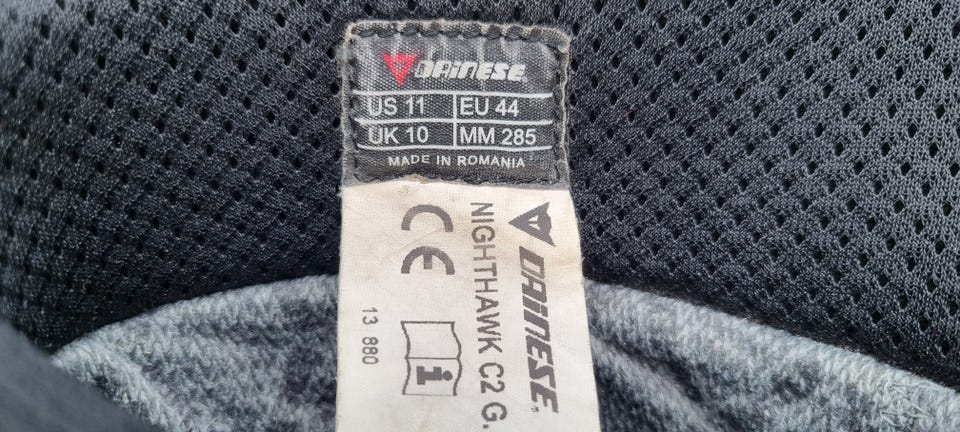 DAINESE
US 11 EU 44
UK 10 MM 285
MADE IN ROMANIA
DAINESE
NIGHTHAWK C2 G.
CE
i
13 880